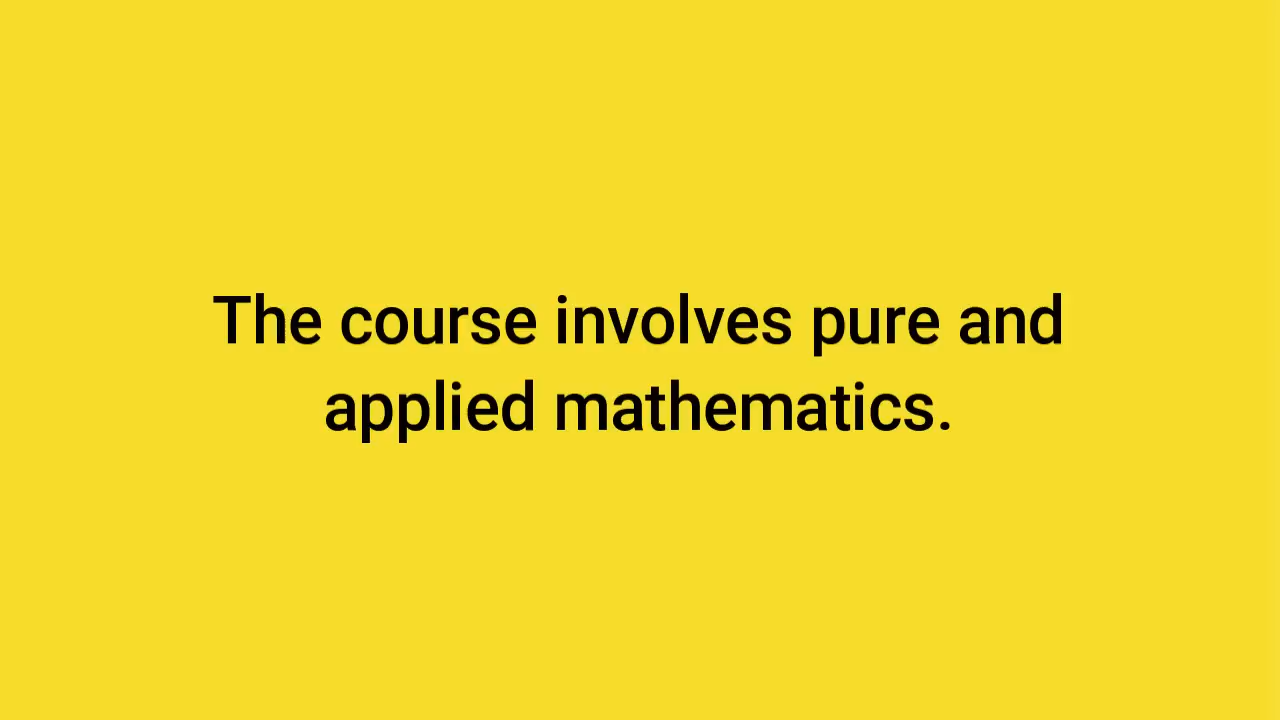 The course involves pure and
applied mathematics.